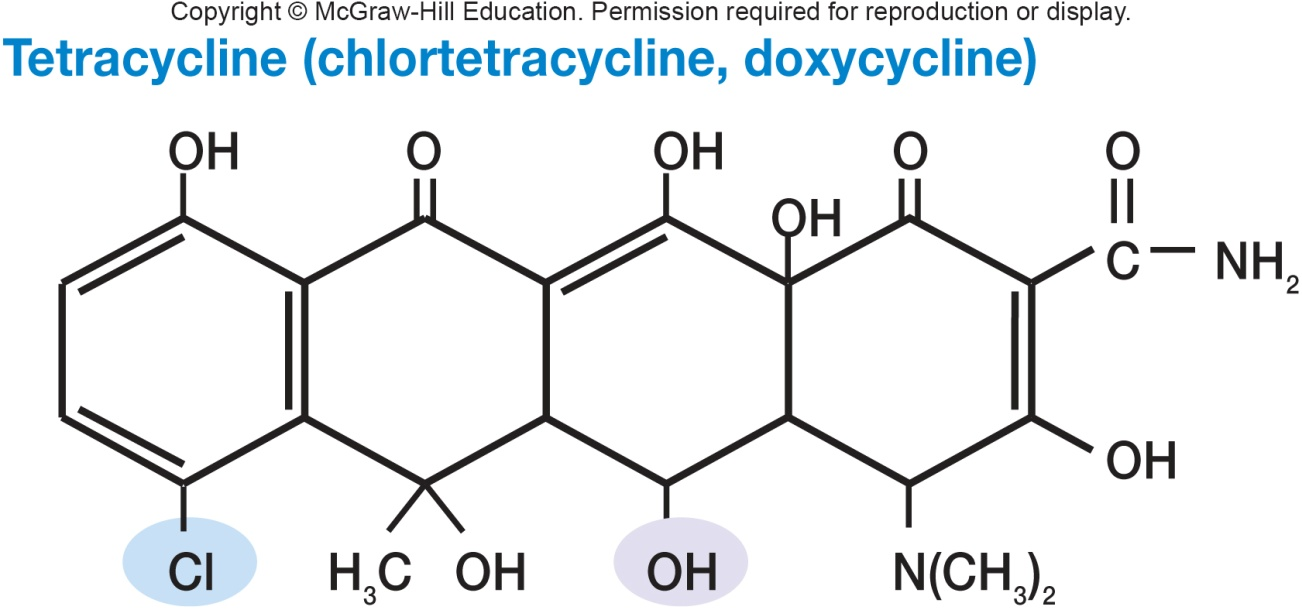 Copyright © McGraw-Hill Education. Permission required for reproduction or display.
Tetracycline (chlortetracycline, doxycycline)
OH O OH O O
OH
C NH₂
OH
Cl H₃C OH OH N(CH₃)₂